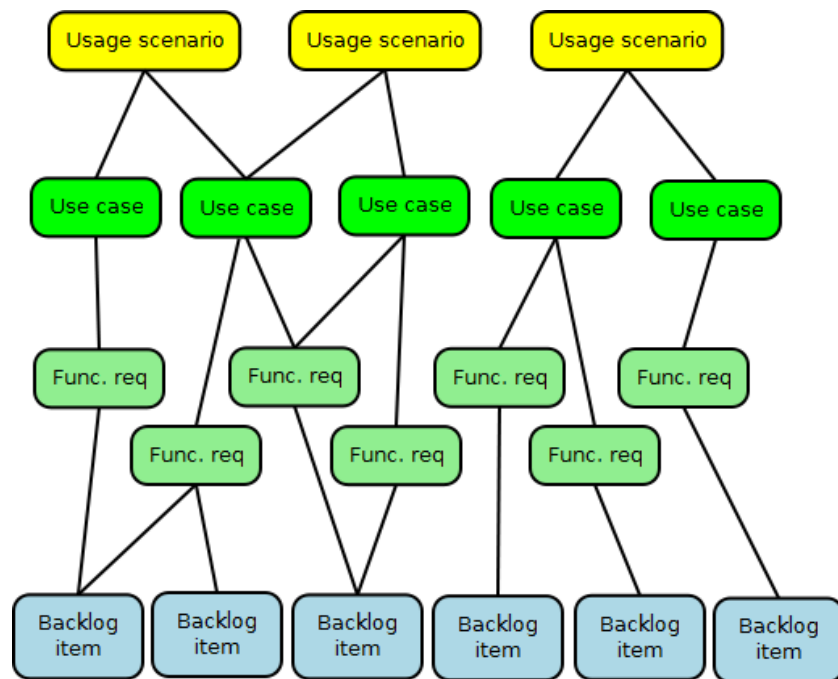 Usage scenario
Usage scenario
Usage scenario
Use case
Use case
Use case
Use case
Use case
Func. req
Func. req
Func. req
Func. req
Func. req
Func. req
Func. req
Backlog
item
Backlog
item
Backlog
item
Backlog
item
Backlog
item
Backlog
item